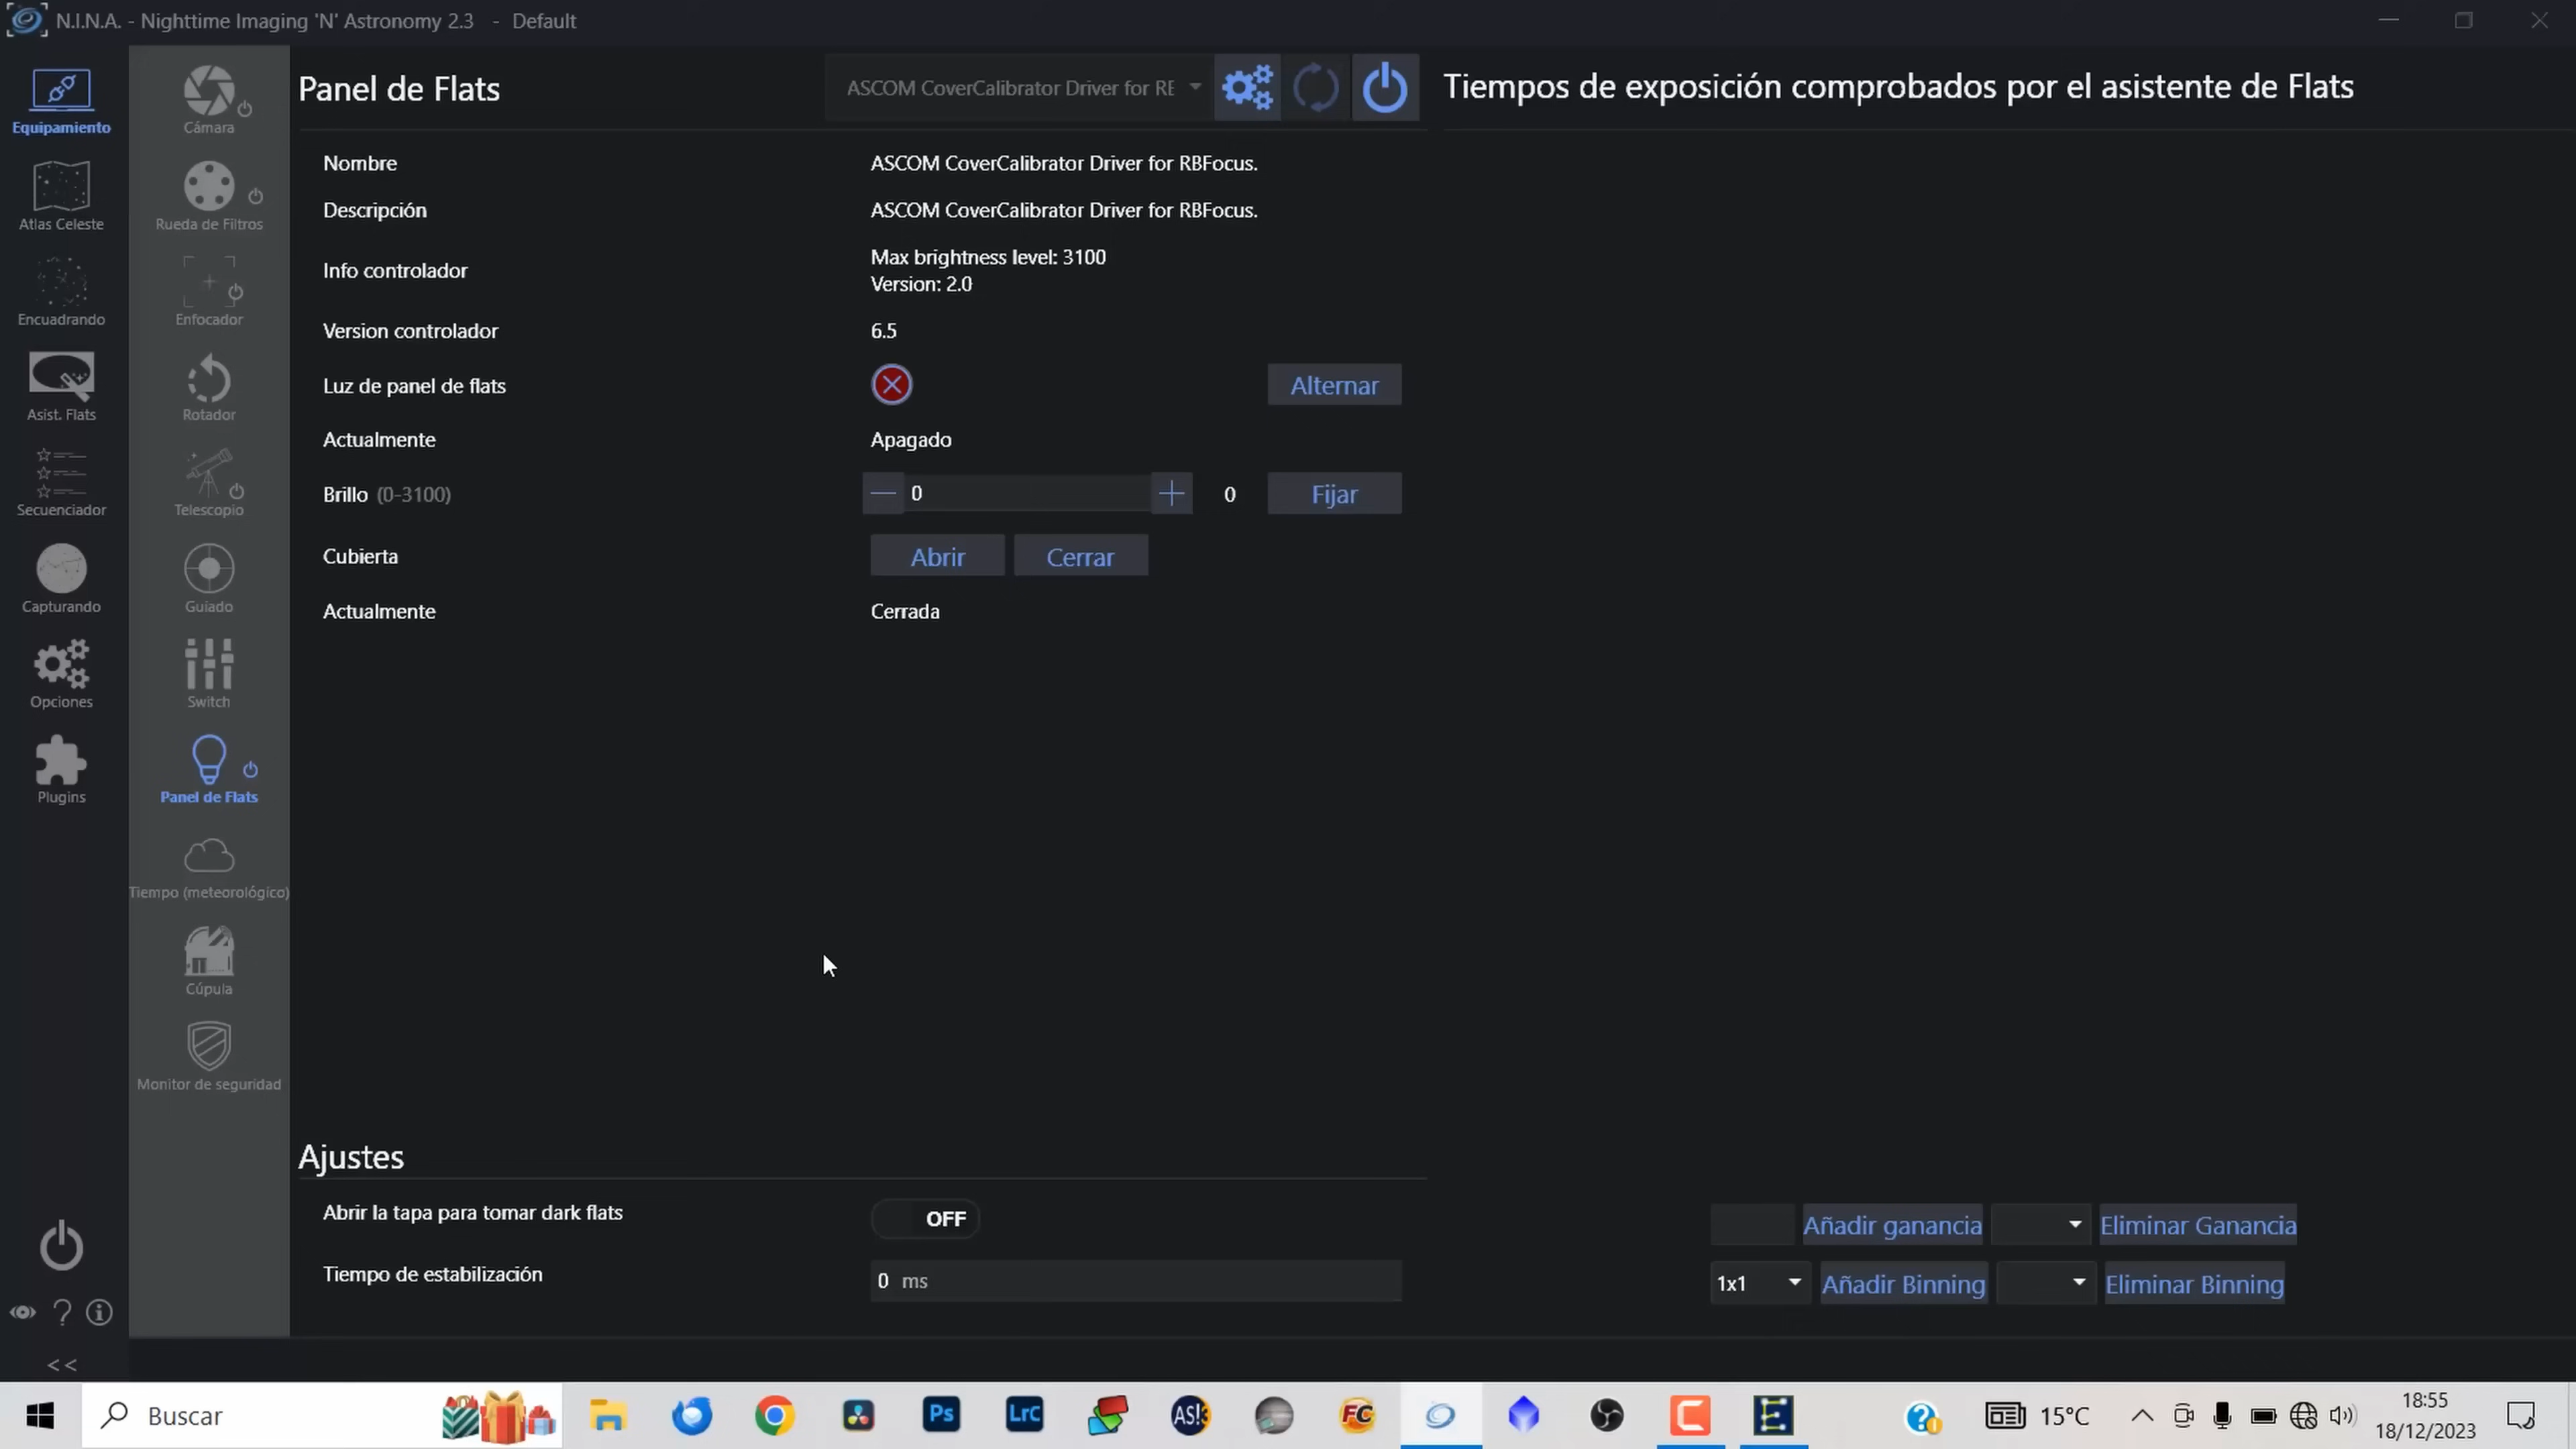 N.I.N.A. - Nighttime Imaging 'N' Astronomy 2.3 - Default
Equipamiento
Atlas Celeste
Encuadrando
Asist. Flats
Secuenciador
Capturando
Opciones
Plugins
<<
Cámara
Rueda de Filtros
Enfocador
Rotador
Telescopio
Guiado
Switch
Panel de Flats
Tiempo (meteorológico)
Cúpula
Monitor de seguridad
Panel de Flats
ASCOM CoverCalibrator Driver for RE
Nombre
ASCOM CoverCalibrator Driver for RBFocus.
Descripción
ASCOM CoverCalibrator Driver for RBFocus.
Info controlador
Max brightness level: 3100
Version: 2.0
Version controlador
6.5
Luz de panel de flats
Alternar
Actualmente
Apagado
Brillo (0-3100)
0
0
Fijar
Cubierta
Abrir
Cerrar
Actualmente
Cerrada
Ajustes
Abrir la tapa para tomar dark flats
OFF
Tiempo de estabilización
0 ms
Tiempos de exposición comprobados por el asistente de Flats
Añadir ganancia
Eliminar Ganancia
1x1
Añadir Binning
Eliminar Binning
Buscar
Ps
LrC
AS!3
FC
15°C
18:55
18/12/2023